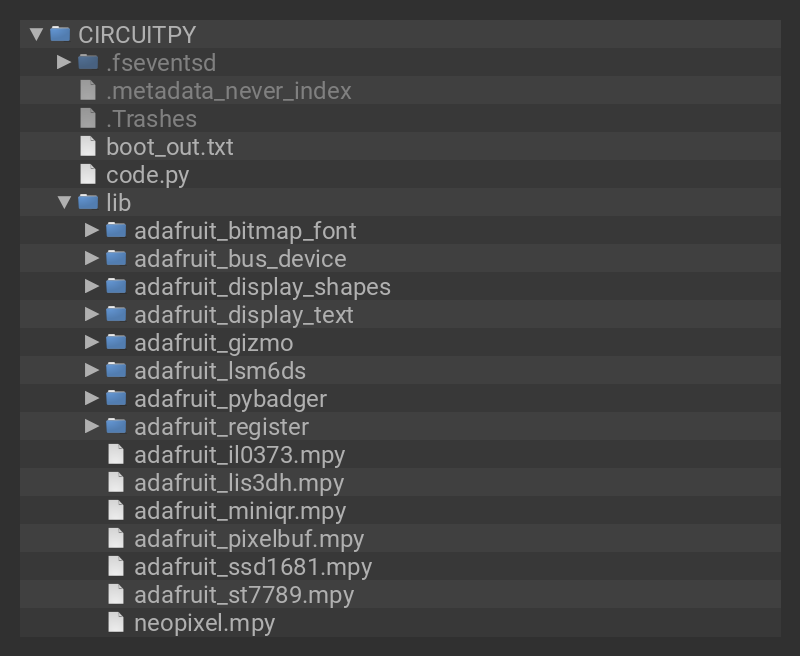 CIRCUITPY
.fseventsd
.metadata_never_index
.Trashes
boot_out.txt
code.py
lib
adafruit_bitmap_font
adafruit_bus_device
adafruit_display_shapes
adafruit_display_text
adafruit_gizmo
adafruit_lsm6ds
adafruit_pybadger
adafruit_register
adafruit_il0373.mpy
adafruit_lis3dh.mpy
adafruit_miniqr.mpy
adafruit_pixelbuf.mpy
adafruit_ssd1681.mpy
adafruit_st7789.mpy
neopixel.mpy